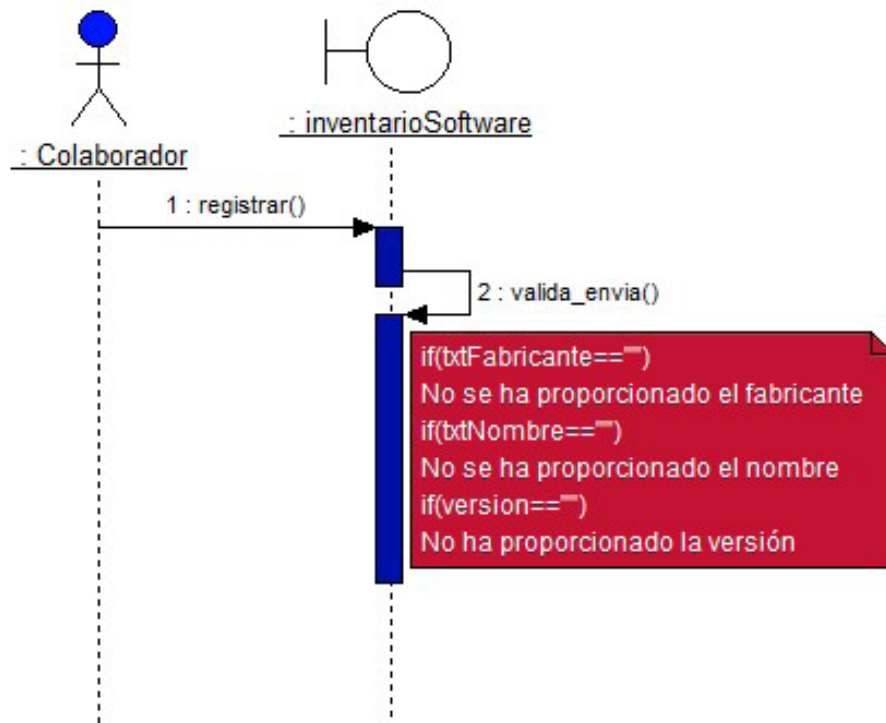 _ : Colaborador
_ : inventarioSoftware
1 : registrar()
2 : valida_envia()
if(txtFabricante=="")
No se ha proporcionado el fabricante
if(txtNombre=="")
No se ha proporcionado el nombre
if(version=="")
No ha proporcionado la versión